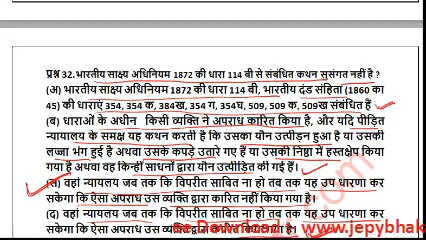 प्रश्न 32.भारतीय साक्ष्य अधिनियम 1872 की धारा 114 बी से संबंधित कथन सुसंगत नहीं है ?
(अ) भारतीय साक्ष्य अधिनियम 1872 की धारा 114 बी, भारतीय दंड संहिता (1860 का
45) की धाराएं 354, 354 क, 384ख, 354 ग, 354घ, 509, 509 क, 509ख संबंधित हैं
(ब) धाराओं के अधीन किसी व्यक्ति ने अपराध कारित किया है, और यदि पीड़ित
न्यायालय के समक्ष यह कथन करती है कि उसका यौन उत्पीड़न हुआ है या उसकी
लज्जा भंग हुई है अथवा उसके कपड़े उतारे गए हैं या उसकी निष्ठा में हस्तक्षेप किया
गया है अथवा वह किन्हीं साधनों द्वारा यौन उत्पीड़ित की गई हैं।
(स) वहां न्यायलय जब तक कि विपरीत साबित ना हो तब तक यह उप धारणा कर
सकेगा कि ऐसा अपराध उस व्यक्ति द्वारा कारित नहीं किया गया है।
(द) वहां न्यायलय जब तक कि विपरीत साबित ना हो तब तक यह उप धारणा कर
सकेगा कि ऐसा अपराध उस व्यक्ति द्वारा कारित किया गया है।
www.jepybhak